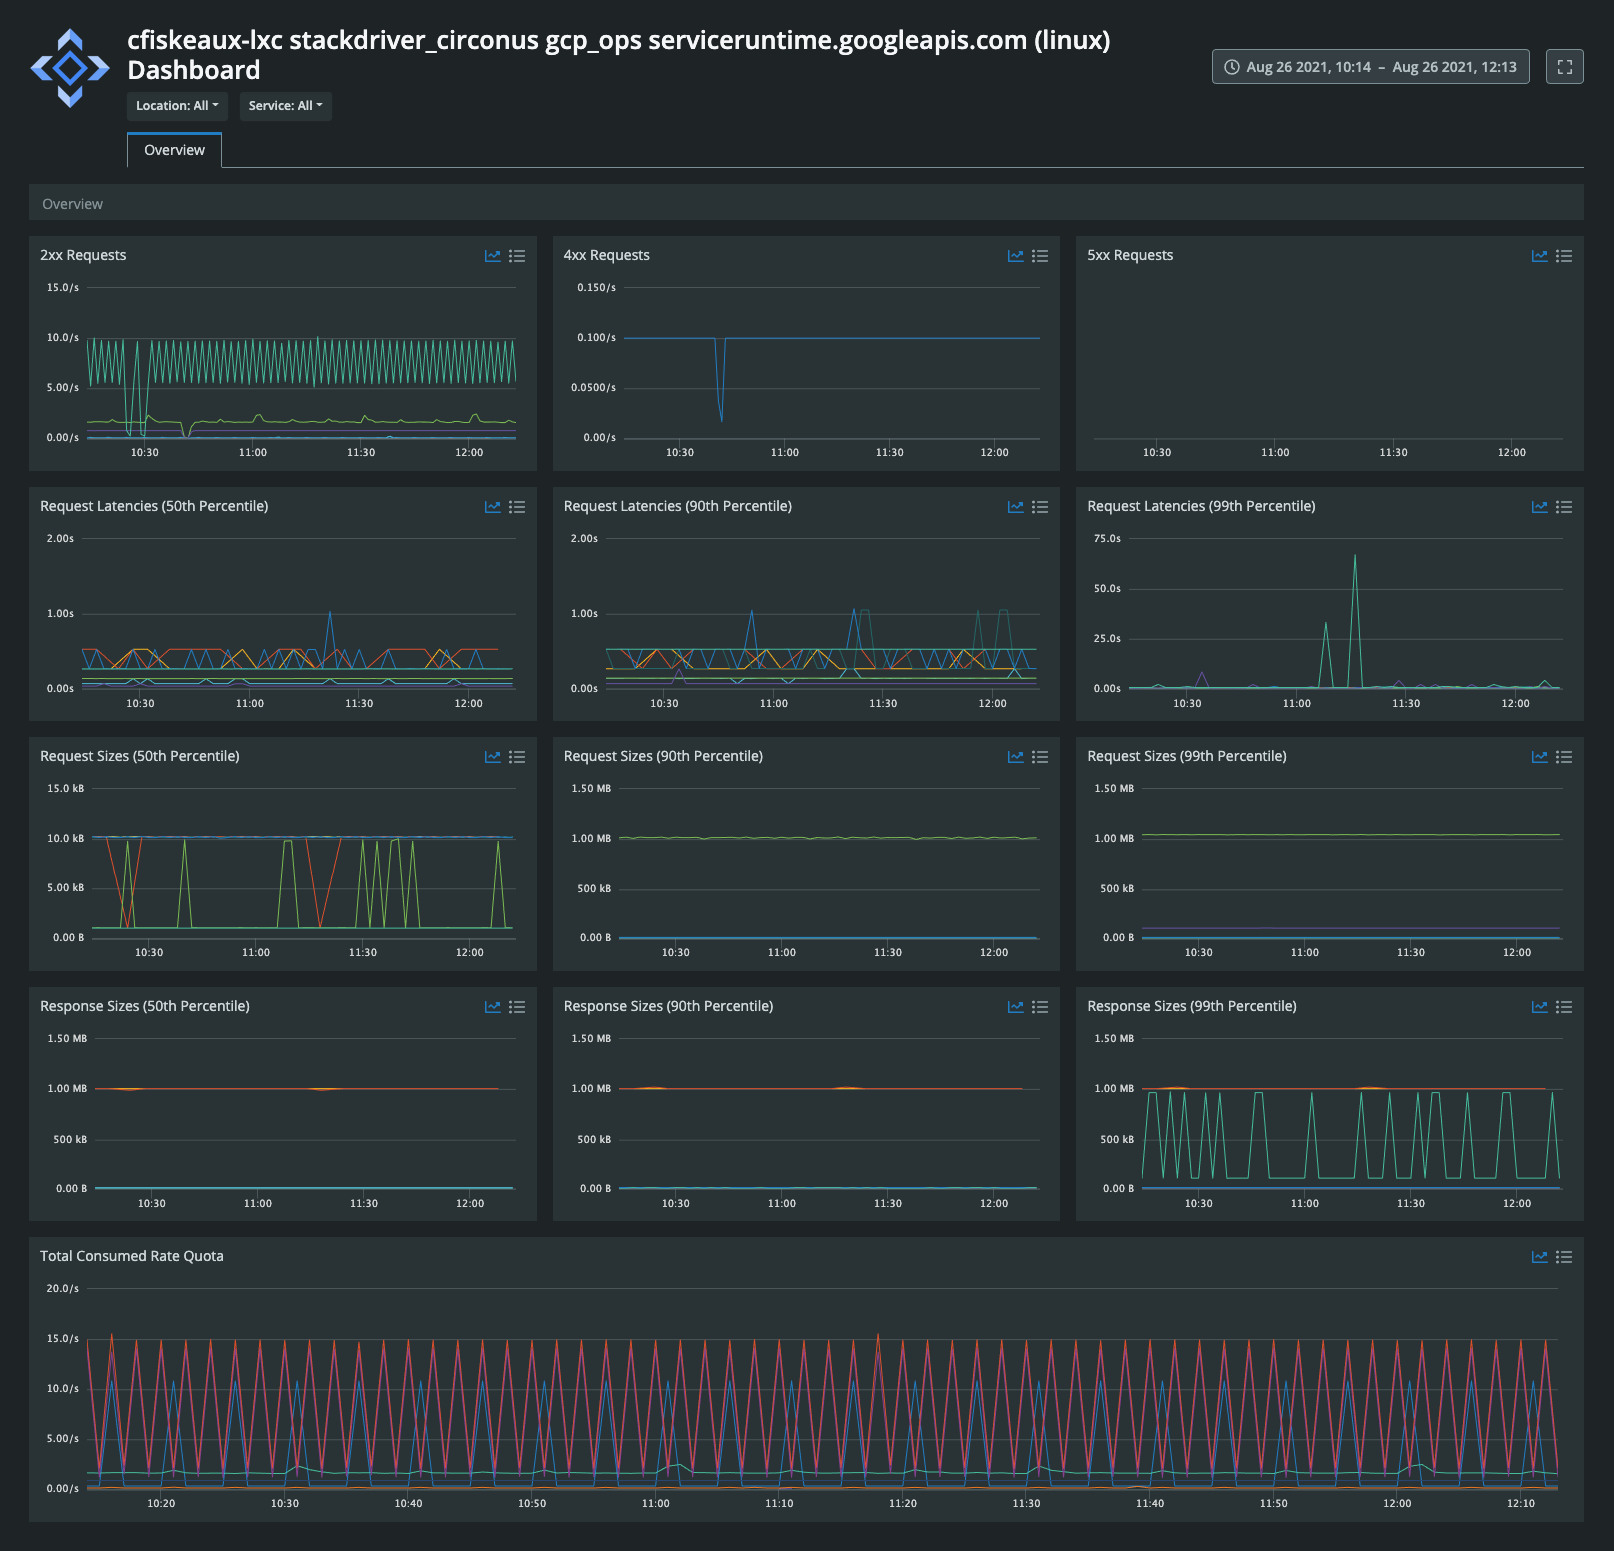 cfiskeaux-lxc stackdriver_circonus gcp_ops serviceruntime.googleapis.com (linux)
Dashboard
Aug 26 2021, 10:14 – Aug 26 2021, 12:13
Location: All
Service: All
Overview
Overview
2xx Requests
15.0/s
10.0/s
5.00/s
0.00/s
10:30
11:00
11:30
12:00
4xx Requests
0.150/s
0.100/s
0.0500/s
0.00/s
10:30
11:00
11:30
12:00
5xx Requests
10:30
11:00
11:30
12:00
Request Latencies (50th Percentile)
2.00s
1.00s
0.00s
10:30
11:00
11:30
12:00
Request Latencies (90th Percentile)
2.00s
1.00s
0.00s
10:30
11:00
11:30
12:00
Request Latencies (99th Percentile)
75.0s
50.0s
25.0s
0.00s
10:30
11:00
11:30
12:00
Request Sizes (50th Percentile)
15.0 kB
10.0 kB
5.00 kB
0.00 B
10:30
11:00
11:30
12:00
Request Sizes (90th Percentile)
1.50 MB
1.00 MB
500 kB
0.00 B
10:30
11:00
11:30
12:00
Request Sizes (99th Percentile)
1.50 MB
1.00 MB
500 kB
0.00 B
10:30
11:00
11:30
12:00
Response Sizes (50th Percentile)
1.50 MB
1.00 MB
500 kB
0.00 B
10:30
11:00
11:30
12:00
Response Sizes (90th Percentile)
1.50 MB
1.00 MB
500 kB
0.00 B
10:30
11:00
11:30
12:00
Response Sizes (99th Percentile)
1.50 MB
1.00 MB
500 kB
0.00 B
10:30
11:00
11:30
12:00
Total Consumed Rate Quota
20.0/s
15.0/s
10.0/s
5.00/s
0.00/s
10:20
10:30
10:40
10:50
11:00
11:10
11:20
11:30
11:40
11:50
12:00
12:10